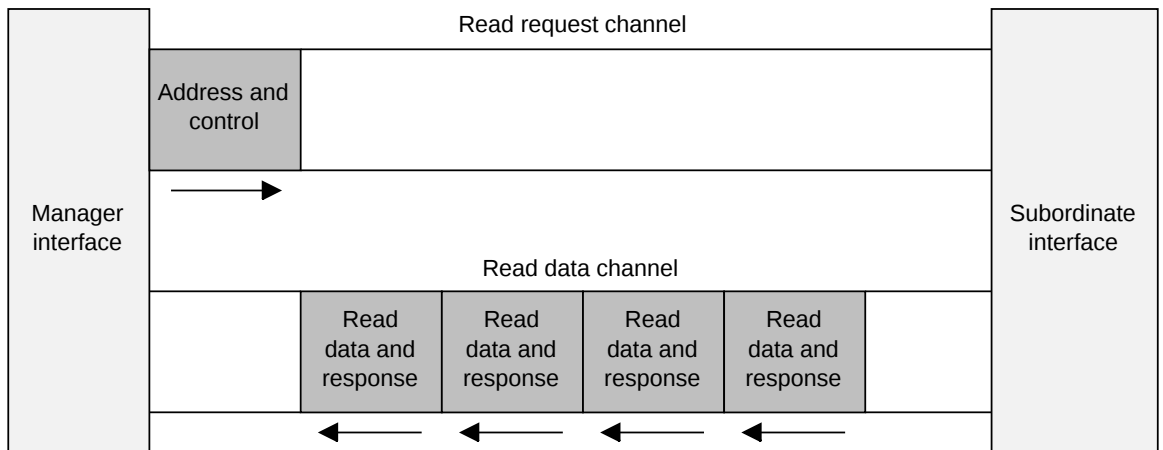 Read request channel
Address and
control
Manager
interface
Subordinate
interface
Read data channel
Read
data and
response
Read
data and
response
Read
data and
response
Read
data and
response